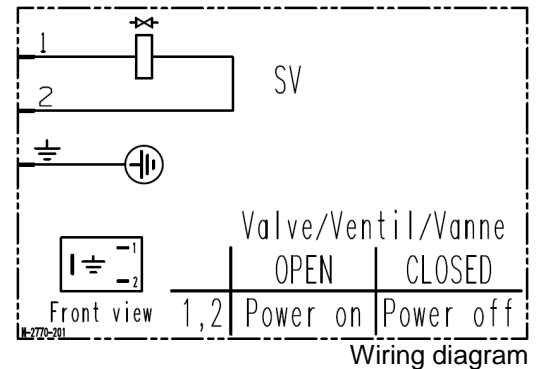 1
SV
2
Valve/Ventil/Vanne
OPEN CLOSED
1
2
Front view
1,2 Power on Power off
N-2770-201
Wiring diagram